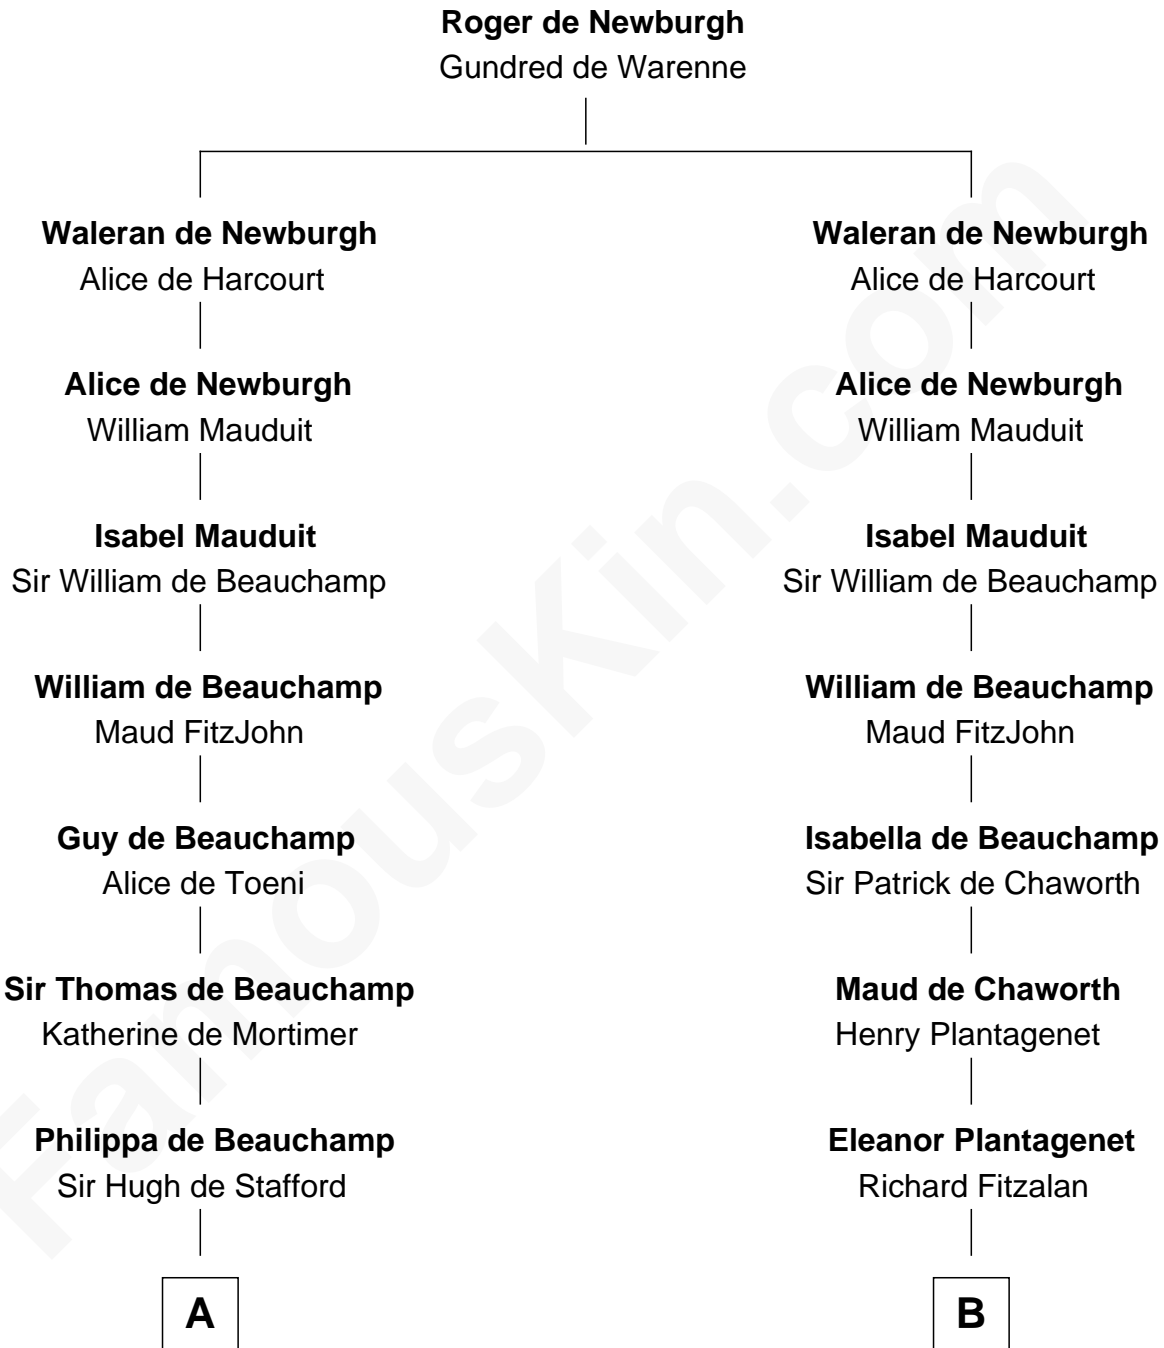 Roger de Newburgh
Gundred de Warenne
Waleran de Newburgh
Alice de Harcourt
Alice de Newburgh
William Mauduit
Isabel Mauduit
Sir William de Beauchamp
William de Beauchamp
Maud FitzJohn
Guy de Beauchamp
Alice de Toeni
Sir Thomas de Beauchamp
Katherine de Mortimer
Philippa de Beauchamp
Sir Hugh de Stafford
A
Waleran de Newburgh
Alice de Harcourt
Alice de Newburgh
William Mauduit
Isabel Mauduit
Sir William de Beauchamp
William de Beauchamp
Maud FitzJohn
Isabella de Beauchamp
Sir Patrick de Chaworth
Maud de Chaworth
Henry Plantagenet
Eleanor Plantagenet
Richard Fitzalan
B
FamousKin.com